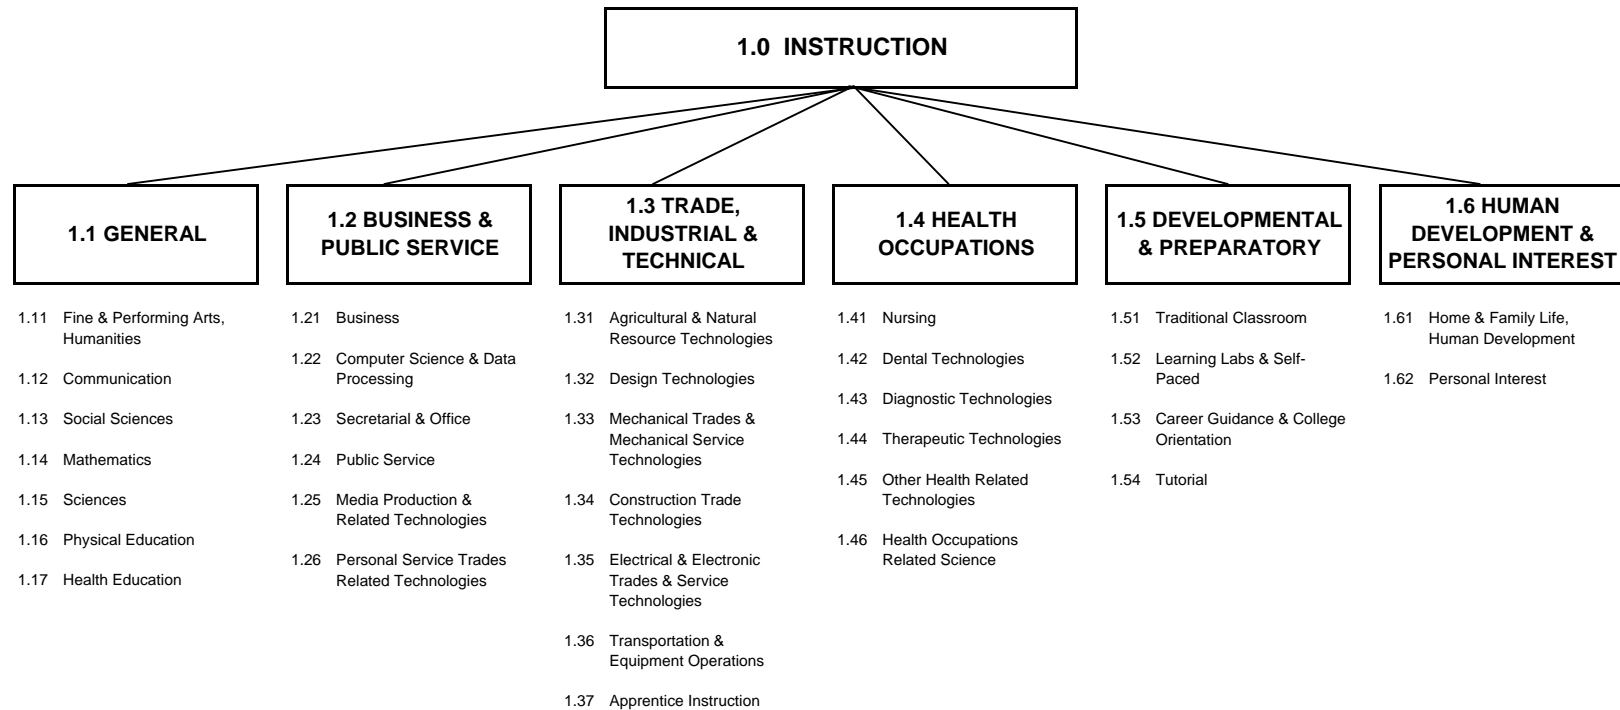 1.0 INSTRUCTION
1.1 GENERAL
1.11 Fine & Performing Arts,
Humanities
1.12 Communication
1.13 Social Sciences
1.14 Mathematics
1.15 Sciences
1.16 Physical Education
1.17 Health Education
1.2 BUSINESS &
PUBLIC SERVICE
1.21 Business
1.22 Computer Science & Data
Processing
1.23 Secretarial & Office
1.24 Public Service
1.25 Media Production &
Related Technologies
1.26 Personal Service Trades
Related Technologies
1.3 TRADE,
INDUSTRIAL &
TECHNICAL
1.31 Agricultural & Natural
Resource Technologies
1.32 Design Technologies
1.33 Mechanical Trades &
Mechanical Service
Technologies
1.34 Construction Trade
Technologies
1.35 Electrical & Electronic
Trades & Service
Technologies
1.36 Transportation &
Equipment Operations
1.37 Apprentice Instruction
1.4 HEALTH
OCCUPATIONS
1.41 Nursing
1.42 Dental Technologies
1.43 Diagnostic Technologies
1.44 Therapeutic Technologies
1.45 Other Health Related
Technologies
1.46 Health Occupations
Related Science
1.5 DEVELOPMENTAL
& PREPARATORY
1.51 Traditional Classroom
1.52 Learning Labs & Self-
Paced
1.53 Career Guidance & College
Orientation
1.54 Tutorial
1.6 HUMAN
DEVELOPMENT &
PERSONAL INTEREST
1.61 Home & Family Life,
Human Development
1.62 Personal Interest